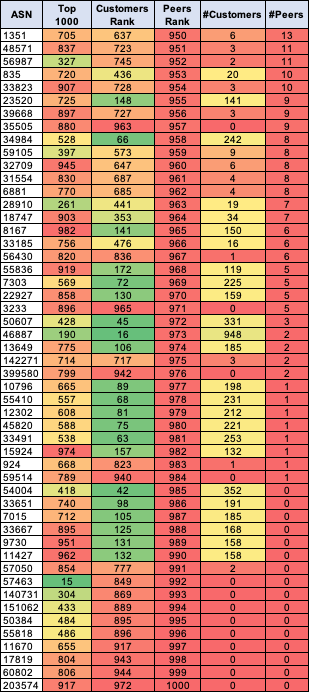 ASN Top 1000 Customers Rank Peers Rank #Customers #Peers
1351 705 637 950 6 13
48571 837 723 951 3 11
56987 327 745 952 2 11
835 720 436 953 20 10
33823 907 728 954 3 10
23520 725 148 955 141 9
39668 897 727 956 3 9
35505 880 963 957 0 9
34984 528 66 958 242 8
59105 397 573 959 9 8
32709 945 647 960 6 8
31554 830 687 961 4 8
6881 770 685 962 4 8
28910 261 441 963 19 7
18747 903 353 964 34 7
8167 982 141 965 150 6
33185 756 476 966 16 6
56430 820 836 967 1 6
55836 919 172 968 119 5
7303 569 72 969 225 5
22927 858 130 970 159 5
3233 896 965 971 0 5
50607 428 45 972 331 3
46887 190 16 973 948 2
13649 775 106 974 185 2
142271 714 717 975 3 2
399580 799 942 976 0 2
10796 665 89 977 198 1
55410 557 68 978 231 1
12302 608 81 979 212 1
45820 588 75 980 221 1
33491 538 63 981 253 1
15924 974 157 982 132 1
924 668 823 983 1 1
59514 789 940 984 0 1
54004 418 42 985 352 0
33651 740 98 986 191 0
7015 712 105 987 185 0
33667 895 125 988 168 0
9730 951 131 989 158 0
11427 962 132 990 158 0
57050 854 777 991 2 0
57463 15 849 992 0 0
140731 304 869 993 0 0
151062 433 889 994 0 0
50384 484 895 995 0 0
55818 486 896 996 0 0
11670 655 917 997 0 0
17819 804 943 998 0 0
60802 806 944 999 0 0
203574 917 972 1000 0 0